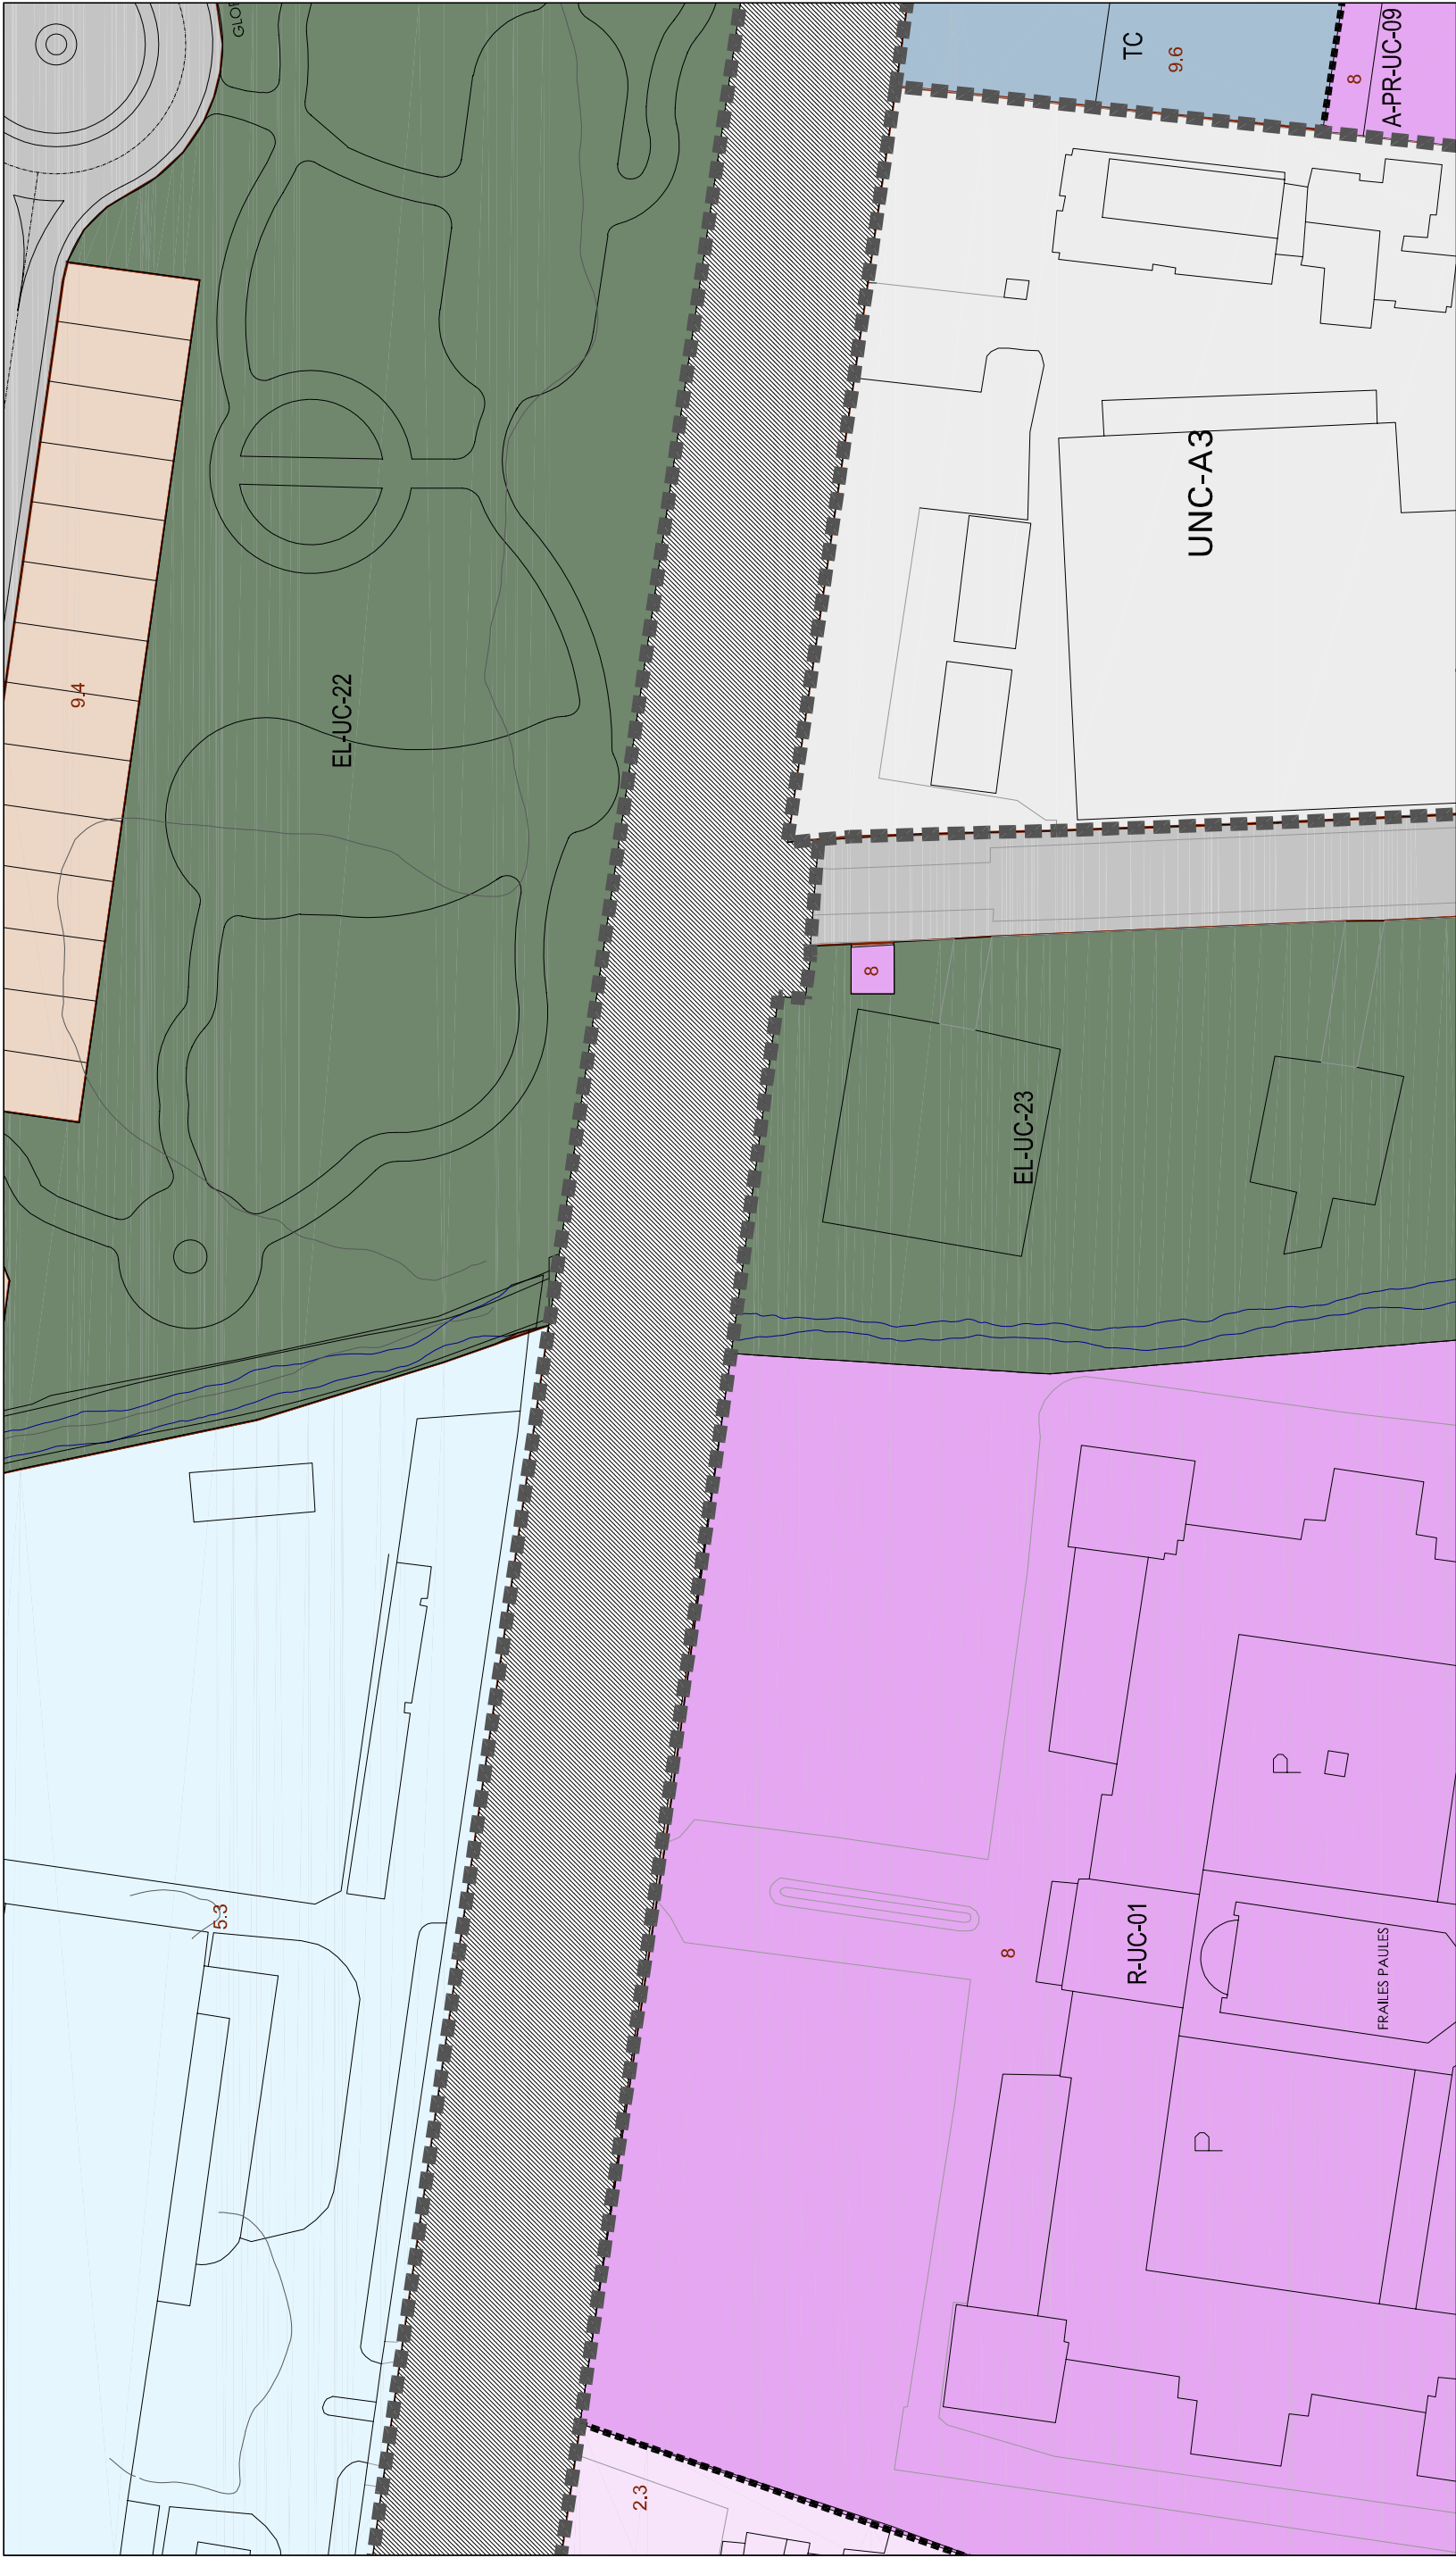 GLOR
TC
9.6
8
A-PR-UC-09
UNC-A3
9.4
EL-UC-22
8
EL-UC-23
5.3
P
8
R-UC-01
FRAILES PAULES
P
2.3